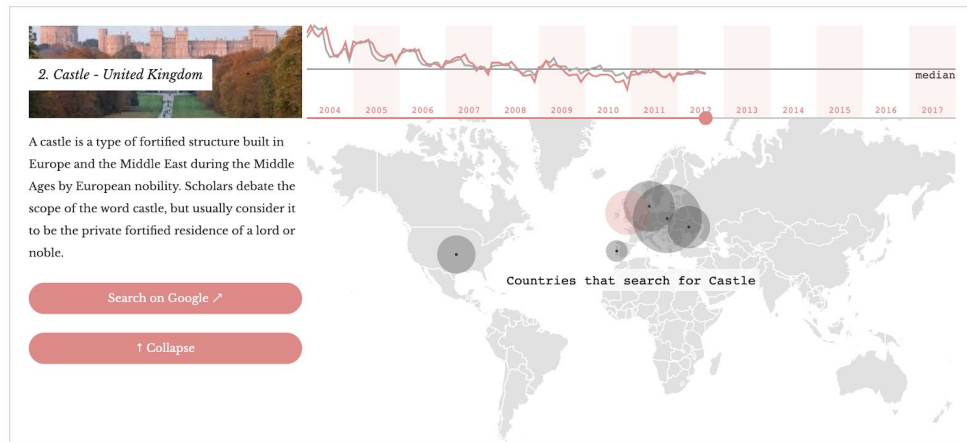 2. Castle - United Kingdom
A castle is a type of fortified structure built in
Europe and the Middle East during the Middle
Ages by European nobility. Scholars debate the
scope of the word castle, but usually consider it
to be the private fortified residence of a lord or
noble.
Search on Google ↗
↑ Collapse
median
2004 2005 2006 2007 2008 2009 2010 2011 2012 2013 2014 2015 2016 2017
Countries that search for Castle